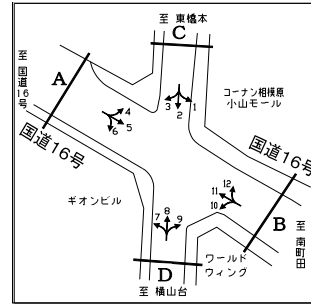 至 東橋本
C
至 国道16号
A
コーナン相模原
小山モール
4
5
6
3
2
1
国道16号
国道16号
ギオンビル
12
11
10
7
8
9
B
至 南町田
ワールド
ウィング
D
至 横山台